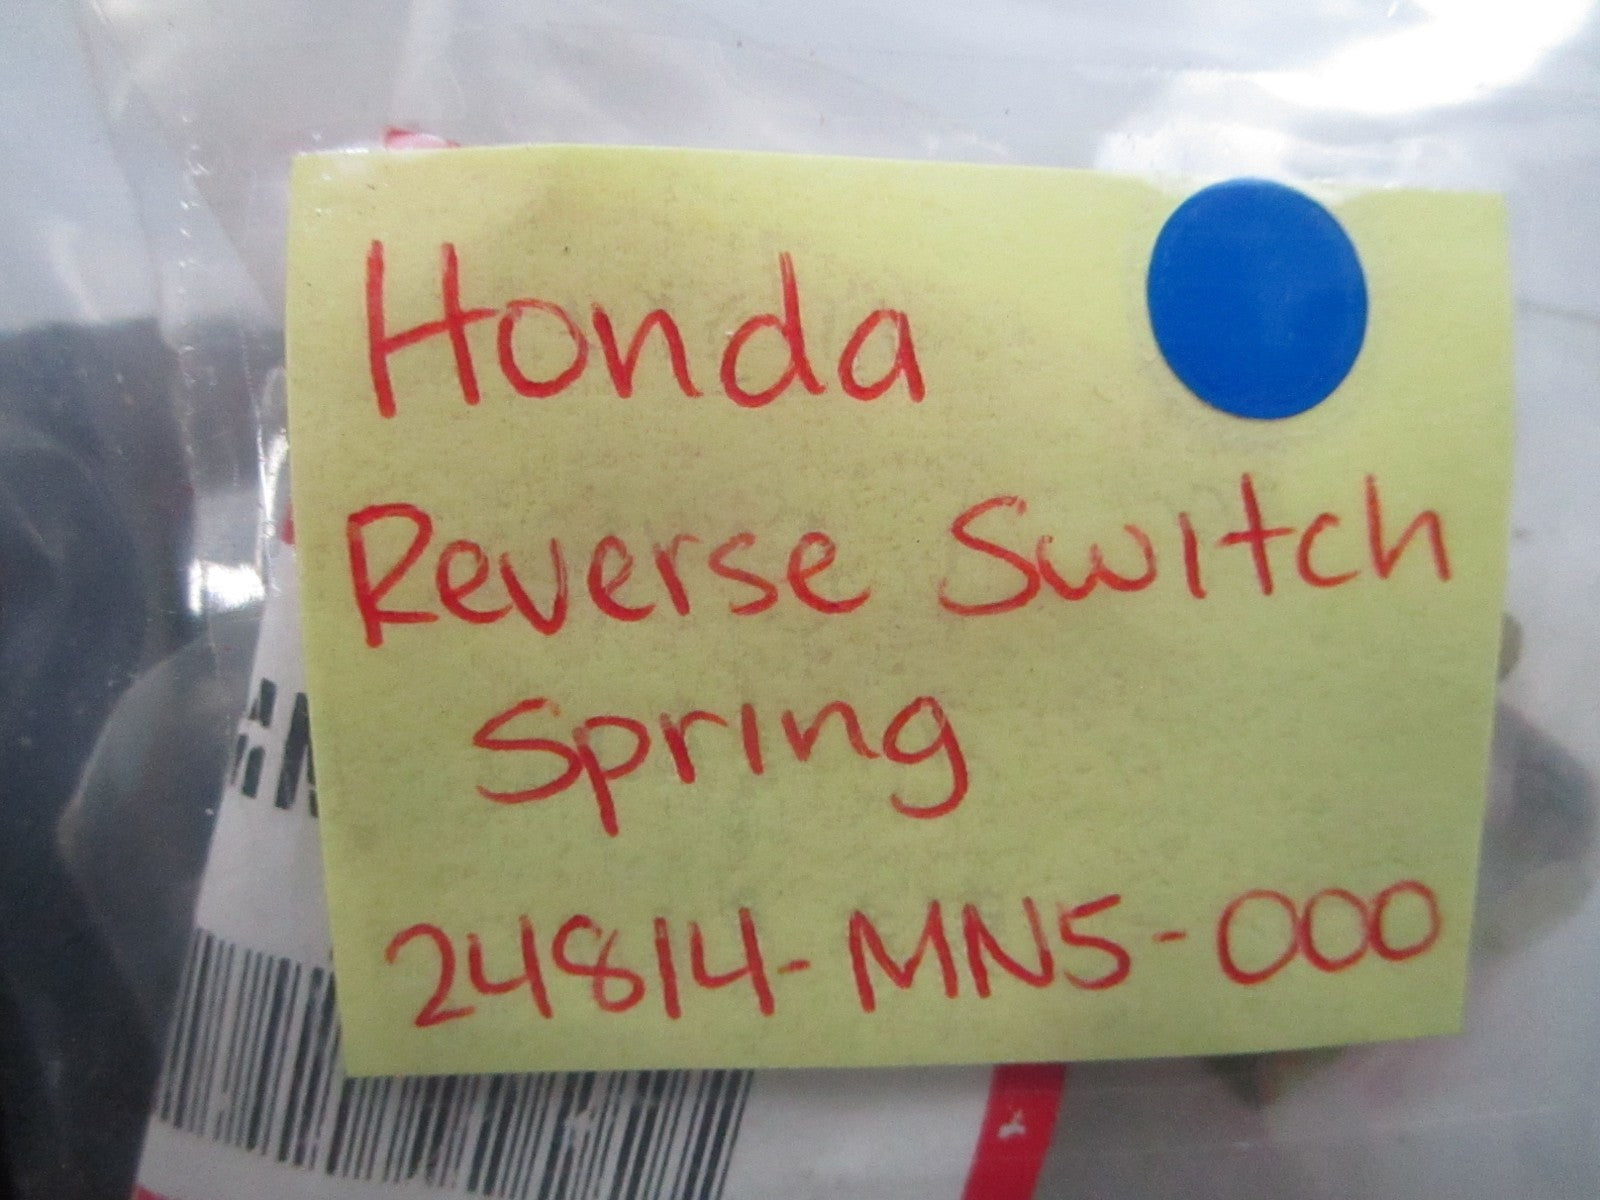 Honda
Reverse Switch
Spring
24814-MN5-000